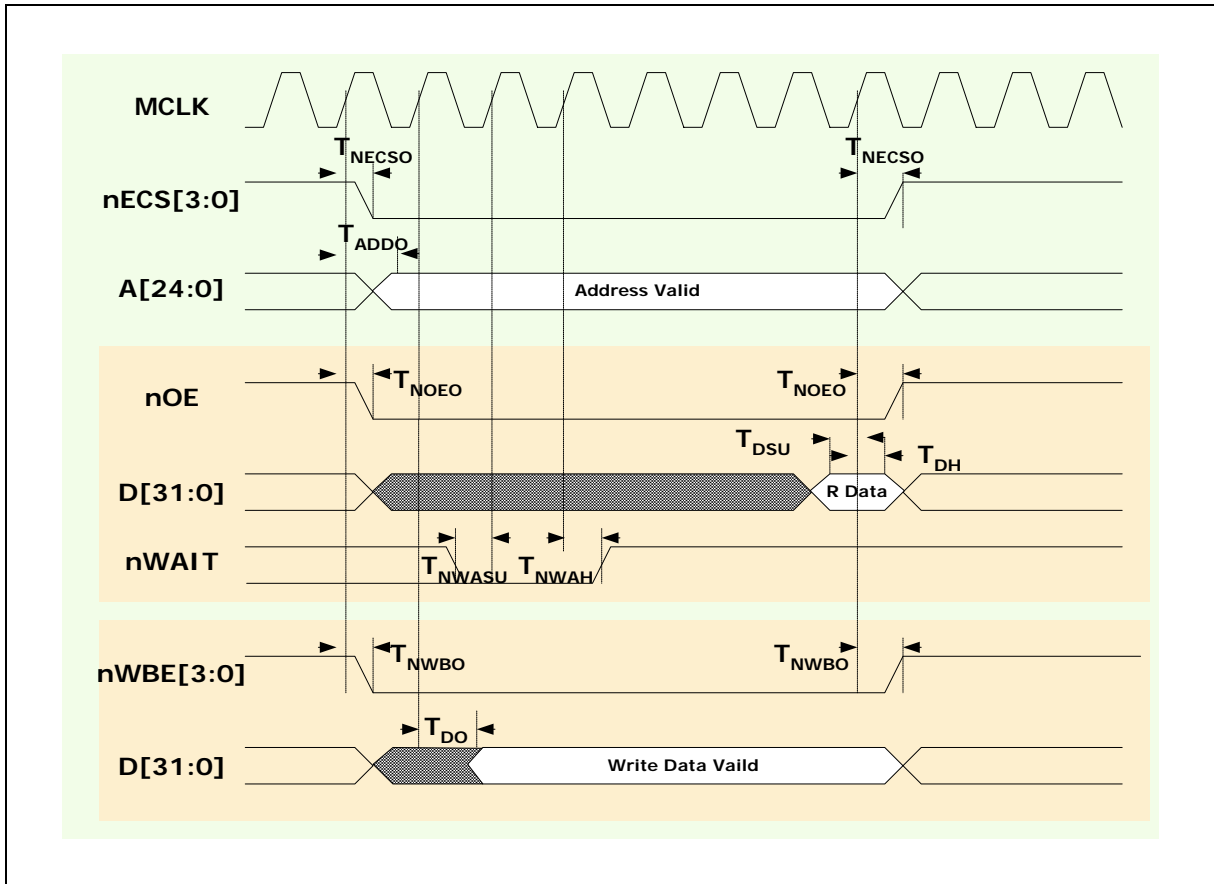 MCLK
TNECSO TNECSO
nECS[3:0]
TADDO
A[24:0] Address Valid
nOE TNOEO TNOEO
TDSU TDH
D[31:0] R Data
nWAIT TNWASU TNWAH
nWBE[3:0] TNWBO TNWBO
TDO
D[31:0] Write Data Vaild